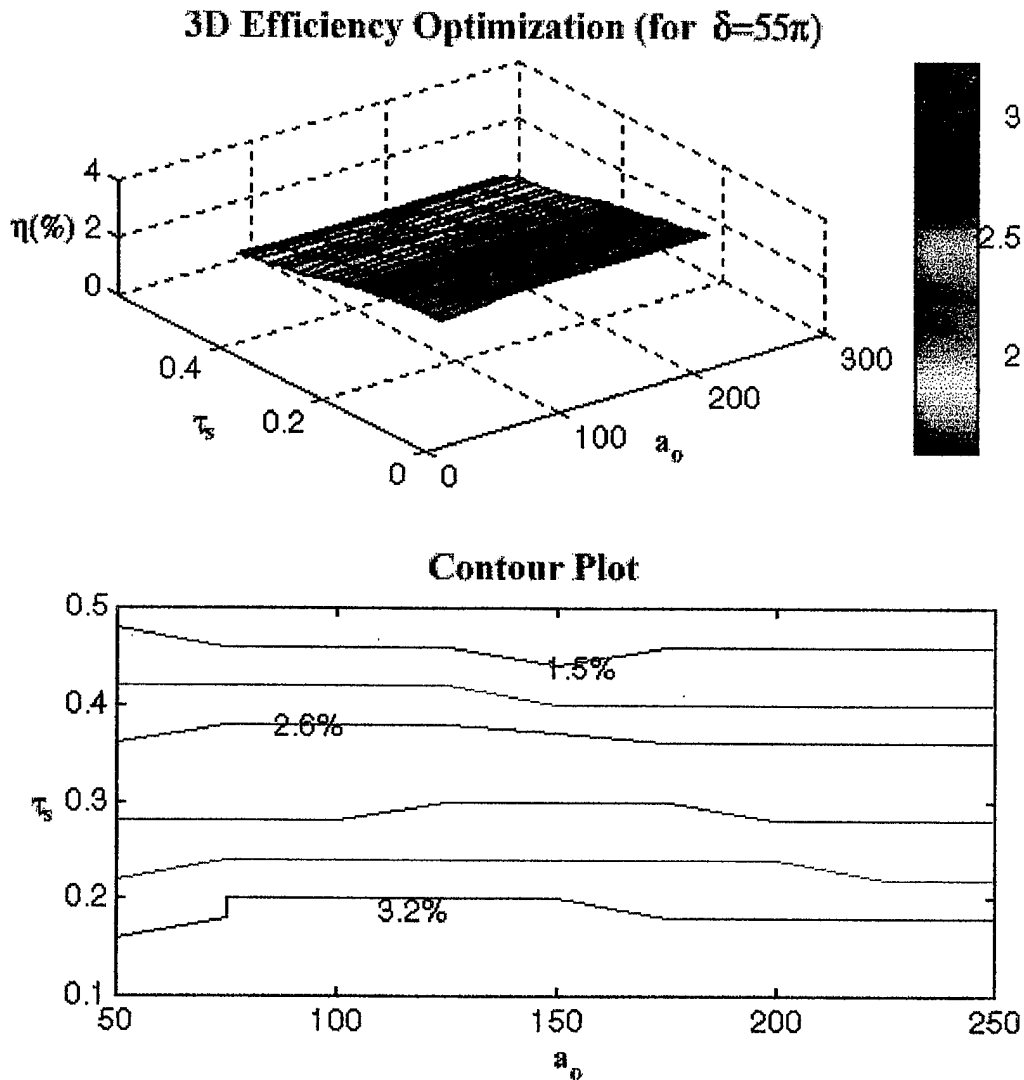 3D Efficiency Optimization (for δ=55π)
4
η(%) 2
0
0.4
τs 0.2
0
0
100
200
300
ao
3
2.5
2
Contour Plot
0.5
0.4
τs 0.3
0.2
0.1
1.5%
2.6%
3.2%
50 100 150 200 250
ao